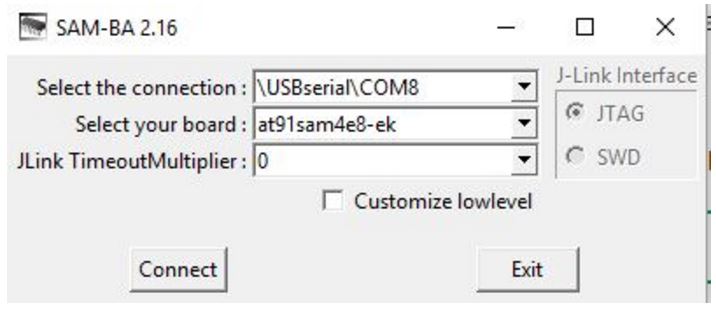 SAM-BA 2.16
Select the connection : \USBserial\COM8
J-Link Interface
Select your board : at91sam4e8-ek
JTAG
JLink TimeoutMultiplier : 0
SWD
Customize lowlevel
Connect
Exit